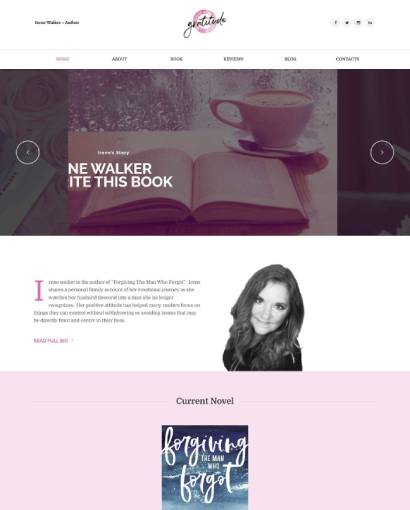 Irene Walker - Author
gratitude
HOME ABOUT BOOK REVIEWS BLOG CONTACTS
Irene's Story
NE WALKER
ITE THIS BOOK
Irene walker is the author of "Forgiving The Man Who Forgot". Irene
shares a personal family account of her emotional journey as she
watches her husband descend into a man she no longer
recognizes. Her positive attitude has helped many readers focus on
things they can control without withdrawing or avoiding issues that may
be directly front and centre in their lives.
READ FULL BIO >
Current Novel
forgiving
THE MAN
WHO
forgot